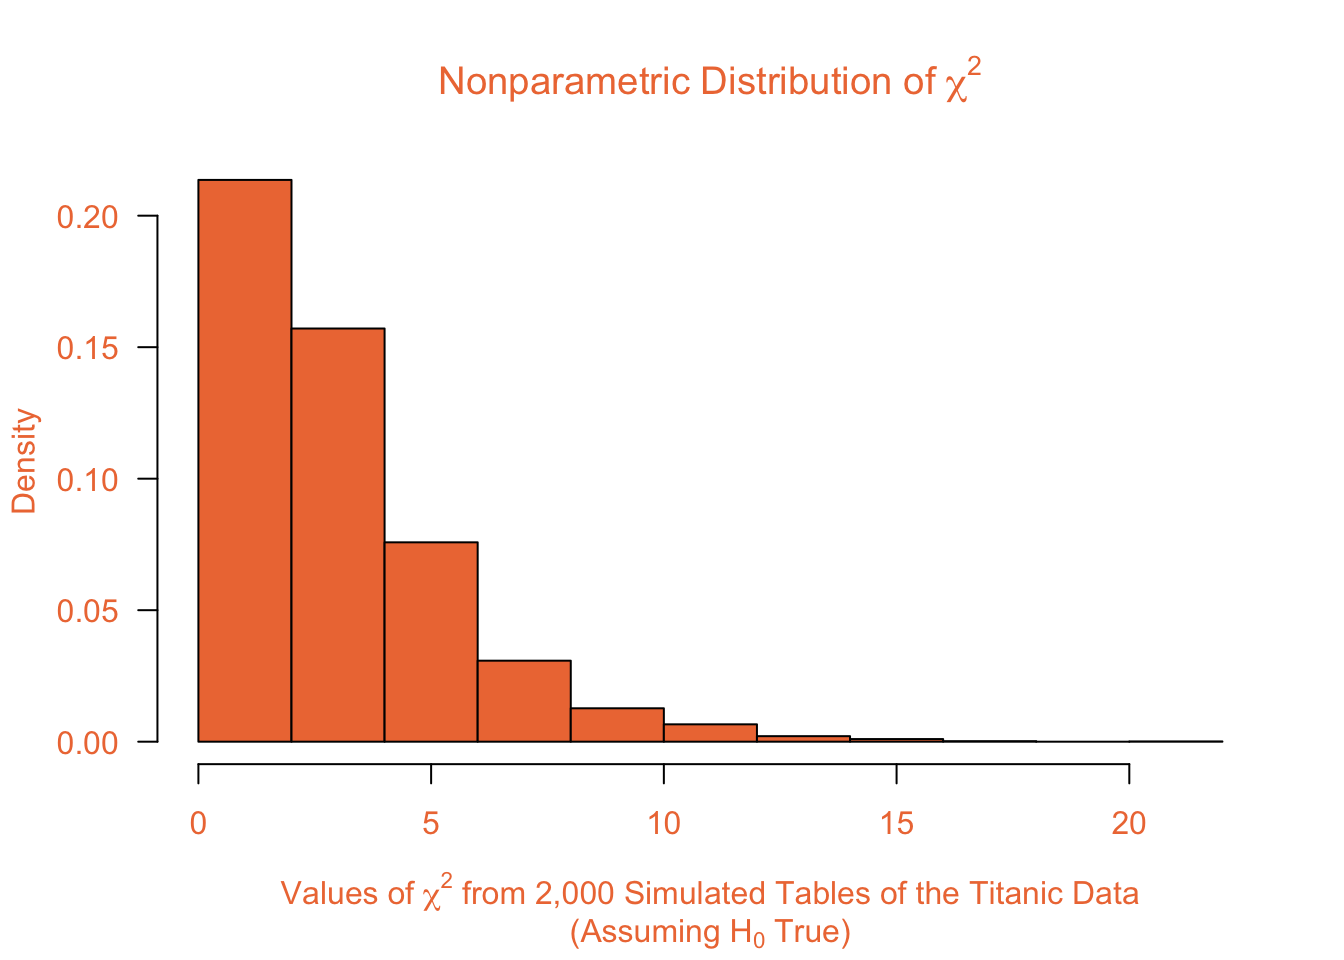 Nonparametric Distribution of χ²
0.20
0.15
0.10
0.05
0.00
Density
0 5 10 15 20
Values of χ² from 2,000 Simulated Tables of the Titanic Data
(Assuming H₀ True)